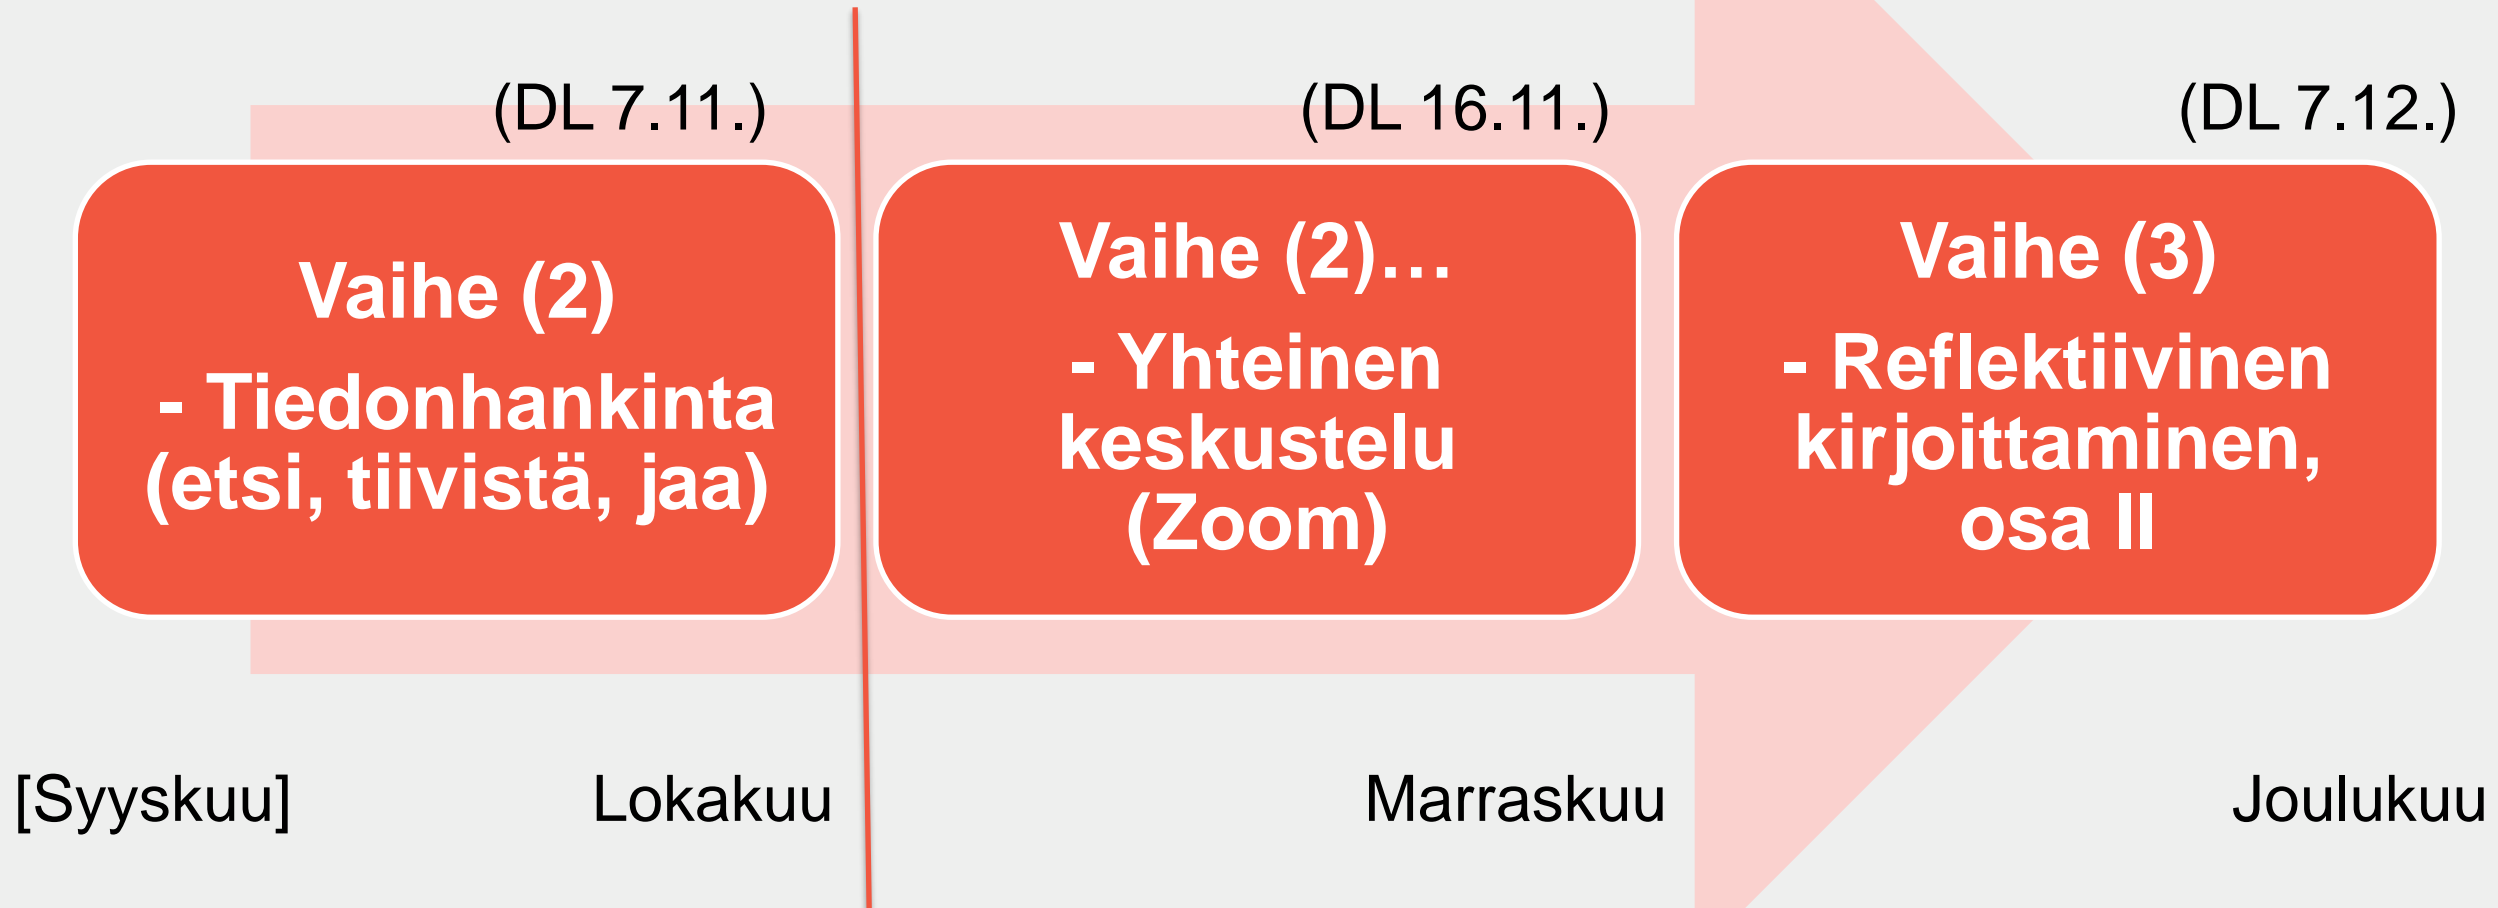 (DL 7.11.)
(DL 16.11.)
(DL 7.12.)
Vaihe (2)
- Tiedonhankinta
(etsi, tiivistä, jaa)
Vaihe (2)...
- Yhteinen
keskustelu
(Zoom)
Vaihe (3)
- Reflektiivinen
kirjoittaminen,
osa II
[Syyskuu]
Lokakuu
Marraskuu
Joulukuu